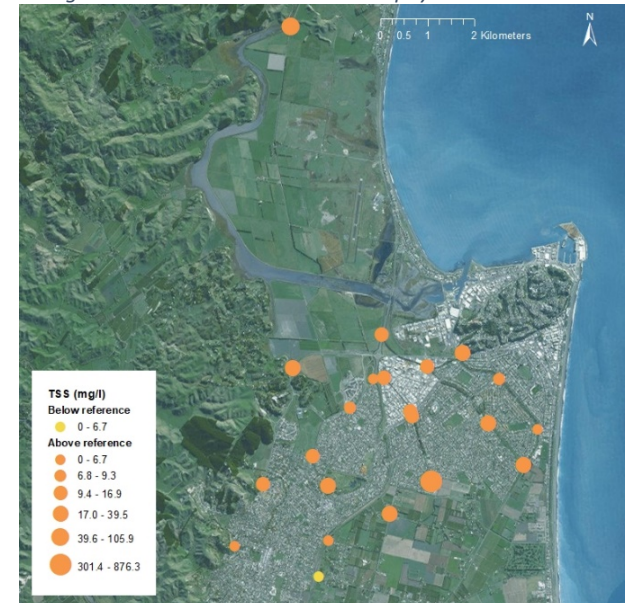 N
0 0.5 1 2 Kilometers
TSS (mg/l)
Below reference
0 - 6.7
Above reference
0 - 6.7
6.8 - 9.3
9.4 - 16.9
17.0 - 39.5
39.6 - 105.9
301.4 - 876.3